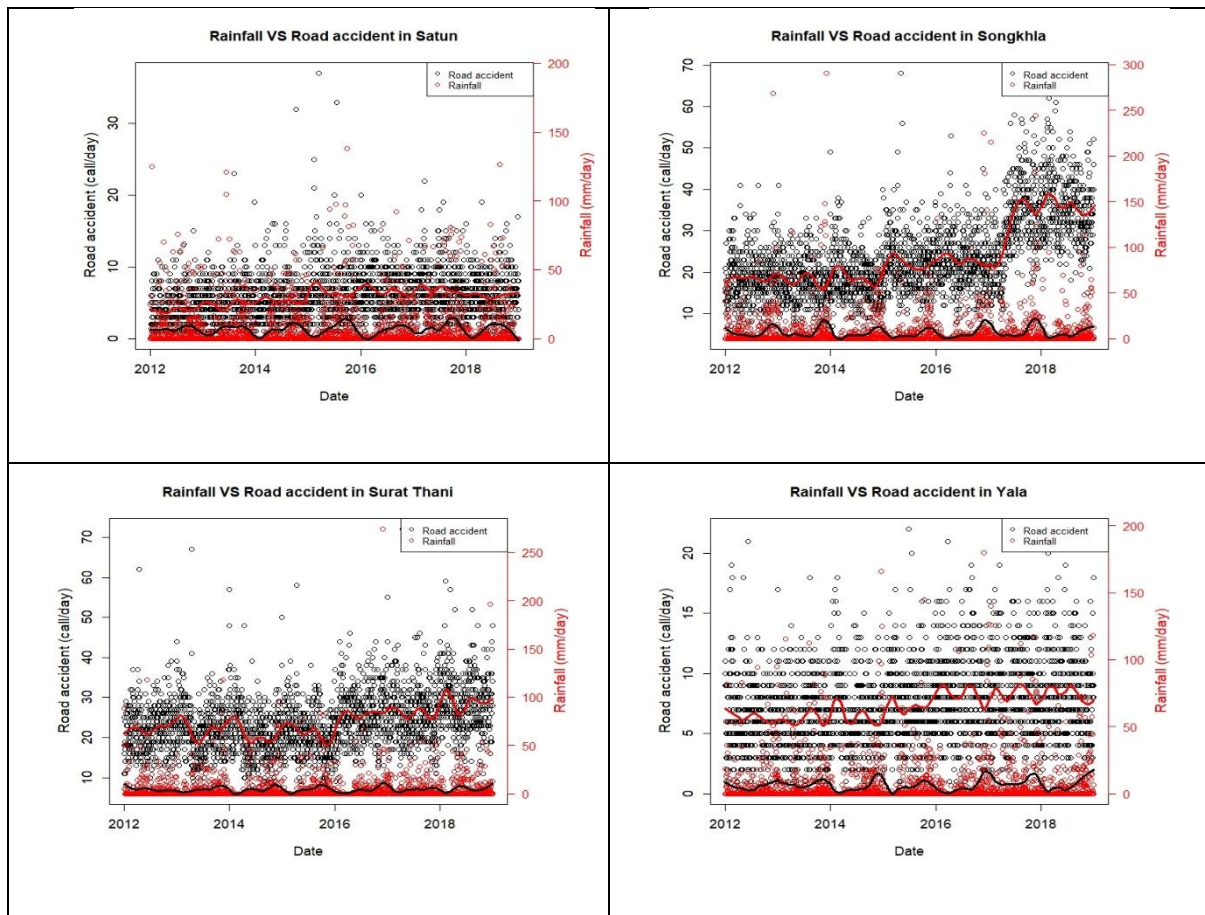 Rainfall VS Road accident in Satun
Road accident
Rainfall
Road accident (call/day)
0
10
20
30
Rainfall (mm/day)
0
50
100
150
200
2012
2014
2016
2018
Date
Rainfall VS Road accident in Songkhla
Road accident
Rainfall
Road accident (call/day)
10
20
30
40
50
60
70
Rainfall (mm/day)
0
50
100
150
200
250
300
2012
2014
2016
2018
Date
Rainfall VS Road accident in Surat Thani
Road accident
Rainfall
Road accident (call/day)
10
20
30
40
50
60
70
Rainfall (mm/day)
0
50
100
150
200
250
2012
2014
2016
2018
Date
Rainfall VS Road accident in Yala
Road accident
Rainfall
Road accident (call/day)
0
5
10
15
20
Rainfall (mm/day)
0
50
100
150
200
2012
2014
2016
2018
Date